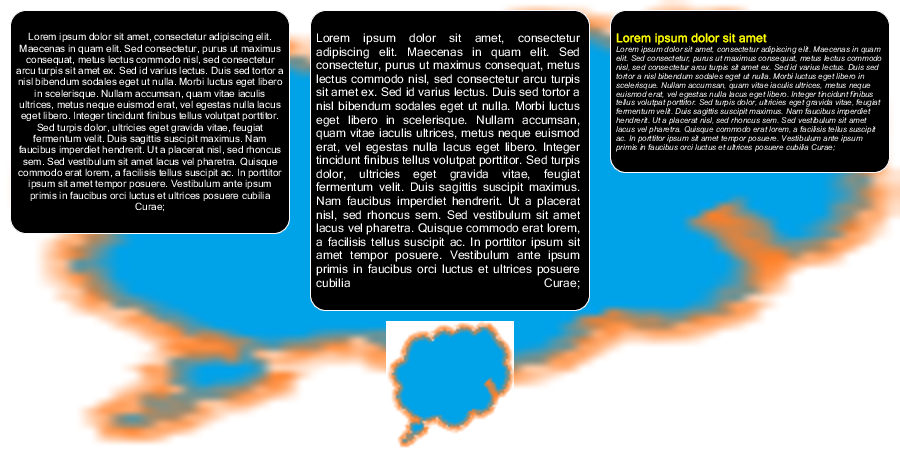 Lorem ipsum dolor sit amet, consectetur adipiscing elit.
Maecenas in quam elit. Sed consectetur, purus ut maximus
consequat, metus lectus commodo nisl, sed consectetur
arcu turpis sit amet ex. Sed id varius lectus. Duis sed tortor a
nisl bibendum sodales eget ut nulla. Morbi luctus eget libero
in scelerisque. Nullam accumsan, quam vitae iaculis
ultrices, metus neque euismod erat, vel egestas nulla lacus
eget libero. Integer tincidunt finibus tellus volutpat porttitor.
Sed turpis dolor, ultricies eget gravida vitae, feugiat
fermentum velit. Duis sagittis suscipit maximus. Nam
faucibus imperdiet hendrerit. Ut a placerat nisl, sed rhoncus
sem. Sed vestibulum sit amet lacus vel pharetra. Quisque
commodo erat lorem, a facilisis tellus suscipit ac. In porttitor
ipsum sit amet tempor posuere. Vestibulum ante ipsum
primis in faucibus orci luctus et ultrices posuere cubilia
Curae;
Lorem ipsum dolor sit amet, consectetur
adipiscing elit. Maecenas in quam elit. Sed
consectetur, purus ut maximus consequat, metus
lectus commodo nisl, sed consectetur arcu turpis
sit amet ex. Sed id varius lectus. Duis sed tortor a
nisl bibendum sodales eget ut nulla. Morbi luctus
eget libero in scelerisque. Nullam accumsan,
quam vitae iaculis ultrices, metus neque euismod
erat, vel egestas nulla lacus eget libero. Integer
tincidunt finibus tellus volutpat porttitor. Sed turpis
dolor, ultricies eget gravida vitae, feugiat
fermentum velit. Duis sagittis suscipit maximus.
Nam faucibus imperdiet hendrerit. Ut a placerat
nisl, sed rhoncus sem. Sed vestibulum sit amet
lacus vel pharetra. Quisque commodo erat lorem,
a facilisis tellus suscipit ac. In porttitor ipsum sit
amet tempor posuere. Vestibulum ante ipsum
primis in faucibus orci luctus et ultrices posuere
cubilia Curae;
Lorem ipsum dolor sit amet
Lorem ipsum dolor sit amet, consectetur adipiscing elit. Maecenas in quam
elit. Sed consectetur, purus ut maximus consequat, metus lectus commodo
nisl, sed consectetur arcu turpis sit amet ex. Sed id varius lectus. Duis sed
tortor a nisl bibendum sodales eget ut nulla. Morbi luctus eget libero in
scelerisque. Nullam accumsan, quam vitae iaculis ultrices, metus neque
euismod erat, vel egestas nulla lacus eget libero. Integer tincidunt finibus
tellus volutpat porttitor. Sed turpis dolor, ultricies eget gravida vitae, feugiat
fermentum velit. Duis sagittis suscipit maximus. Nam faucibus imperdiet
hendrerit. Ut a placerat nisl, sed rhoncus sem. Sed vestibulum sit amet
lacus vel pharetra. Quisque commodo erat lorem, a facilisis tellus suscipit
ac. In porttitor ipsum sit amet tempor posuere. Vestibulum ante ipsum
primis in faucibus orci luctus et ultrices posuere cubilia Curae;